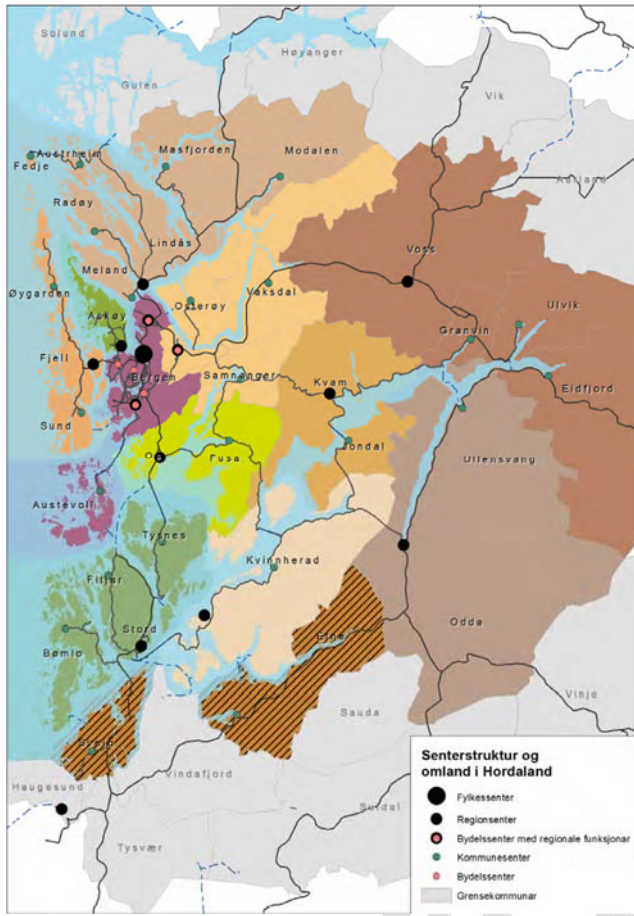 Solund
Høyanger
Gulen
Vik
Austrheim
Fedje
Masfjorden
Modalen
Aurland
Radøy
Lindås
Voss
Meland
Øygarden
Osterøy
Vaksdal
Ulvik
Askøy
Granvin
Fjell
Bergen
Samnanger
Kvam
Eidfjord
Sund
Os
Fusa
Jondal
Ullensvang
Austevoll
Tysnes
Kvinnherad
Fitjar
Stord
Etne
Odda
Bømlo
Vinje
Sauda
Sveio
Vindafjord
Haugesund
Suldal
Tysvær
Senterstruktur og
omland i Hordaland
Fylkessenter
Regionsenter
Bydelssenter med regionale funksjonar
Kommunesenter
Bydelssenter
Grensekommunar